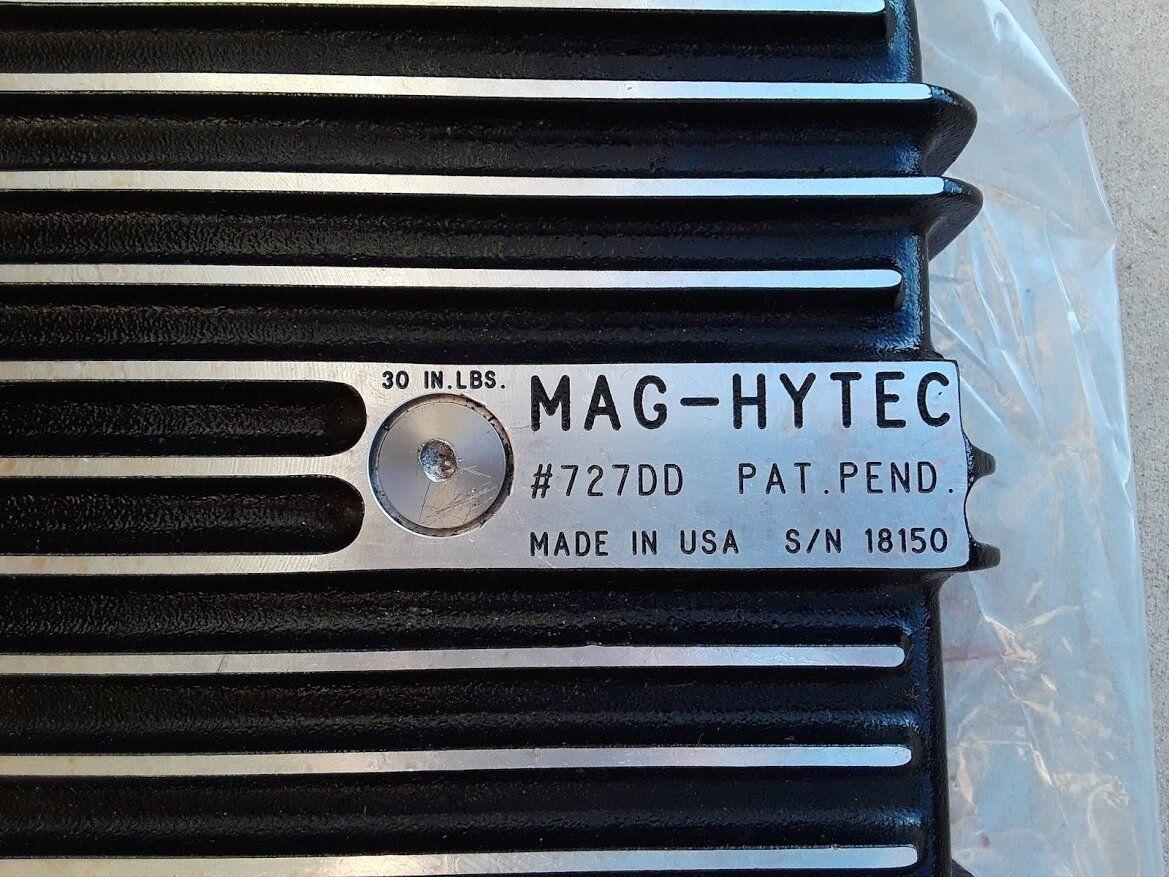 30 IN.LBS.
MAG-HYTEC
#727DD PAT.PEND.
MADE IN USA S/N 18150